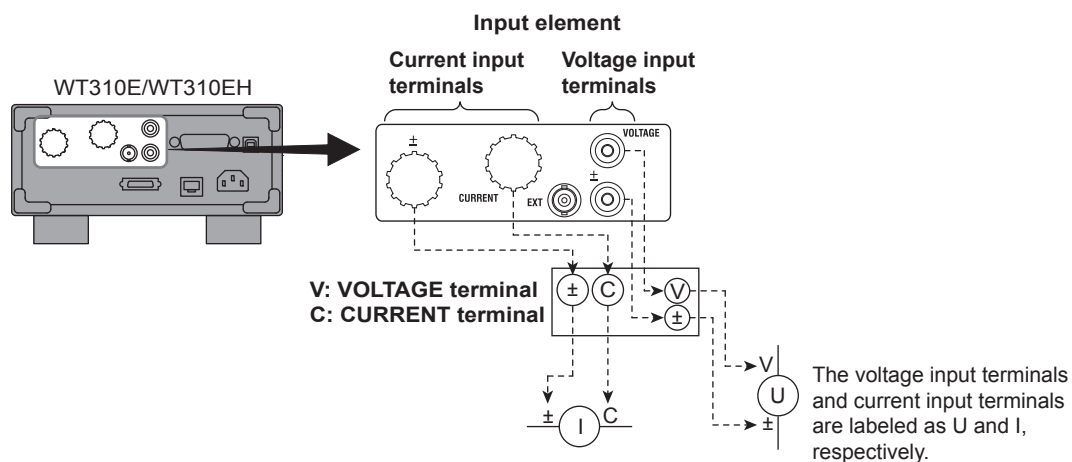 Input element
Current input
terminals
Voltage input
terminals
WT310E/WT310EH
±
VOLTAGE
±
CURRENT
EXT
V: VOLTAGE terminal
C: CURRENT terminal
±
C
V
±
±
I
C
V
U
±
The voltage input terminals
and current input terminals
are labeled as U and I,
respectively.